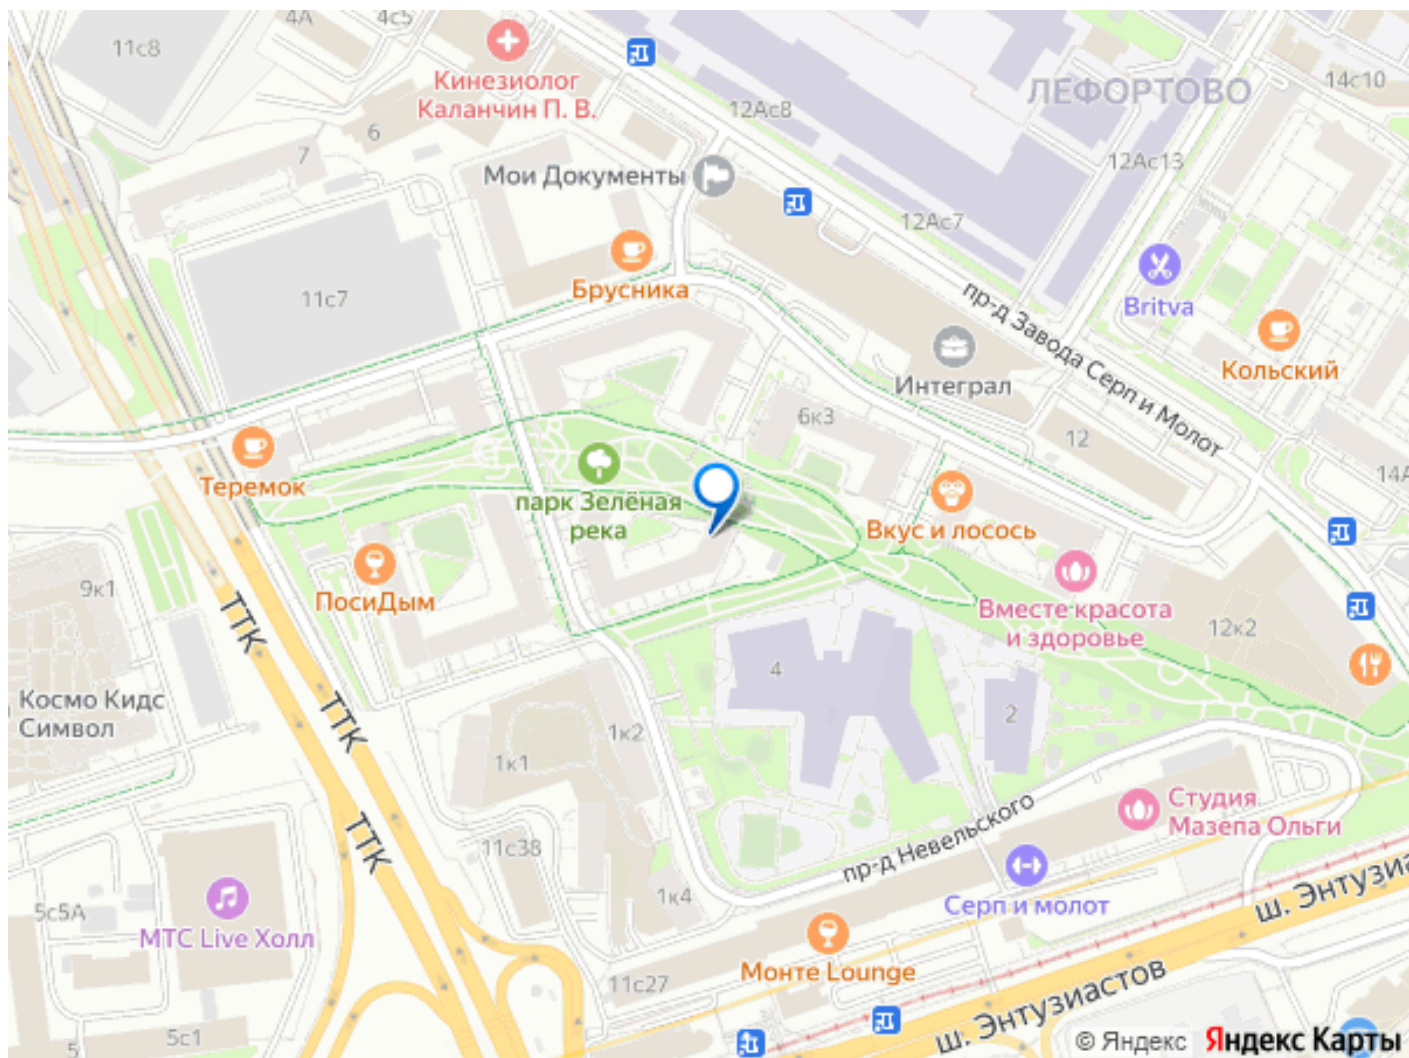 4А
4с5
11с8
Кинезиолог
Каланчин П. В.
ЛЕФОРТОВО
14с10
12Ас8
6
7
12Ас13
Мои Документы
12Ас7
Брусника
11с7
Britva
пр-д Завода Серп и Молот
Кольский
Интеграл
6к3
12
14А
Теремок
парк Зелёная
река
Вкус и лосось
9к1
ПосиДым
ТТК
Вместе красота
и здоровье
12к2
4
Космо Кидс
Символ
ТТК
2
1к2
1к1
Студия
Мазепа Ольги
ТТК
пр-д Невельского
11с38
1к4
5с5А
Серп и молот
ш. Энтузиа
МТС Live Холл
Монте Lounge
11с27
ш. Энтузиастов
5с1
5
© Яндекс Яндекс Карты